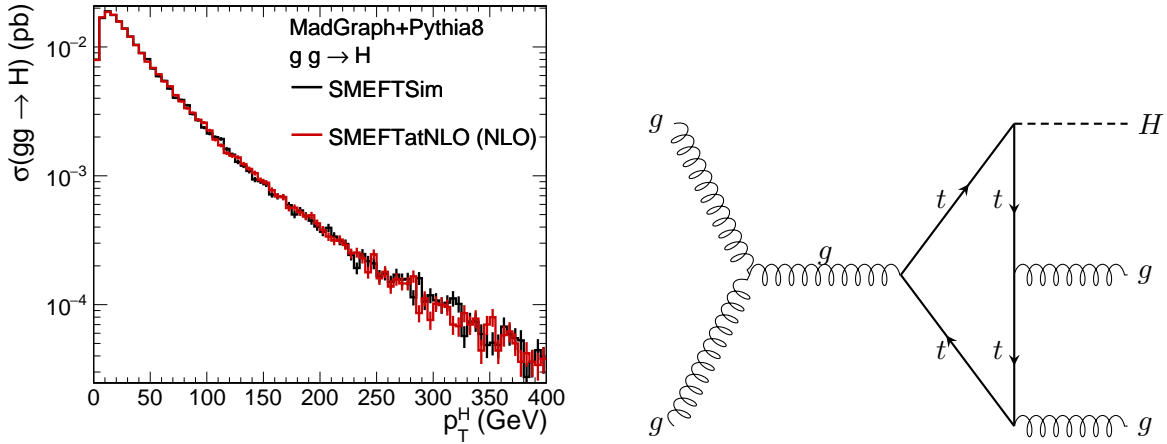 MadGraph+Pythia8
g g → H
SMEFTSim
SMEFTatNLO (NLO)
σ(gg → H) (pb)
10⁻²
10⁻³
10⁻⁴
0 50 100 150 200 250 300 350 400
p_T^H (GeV)
g H
t t
g g
t t
g g